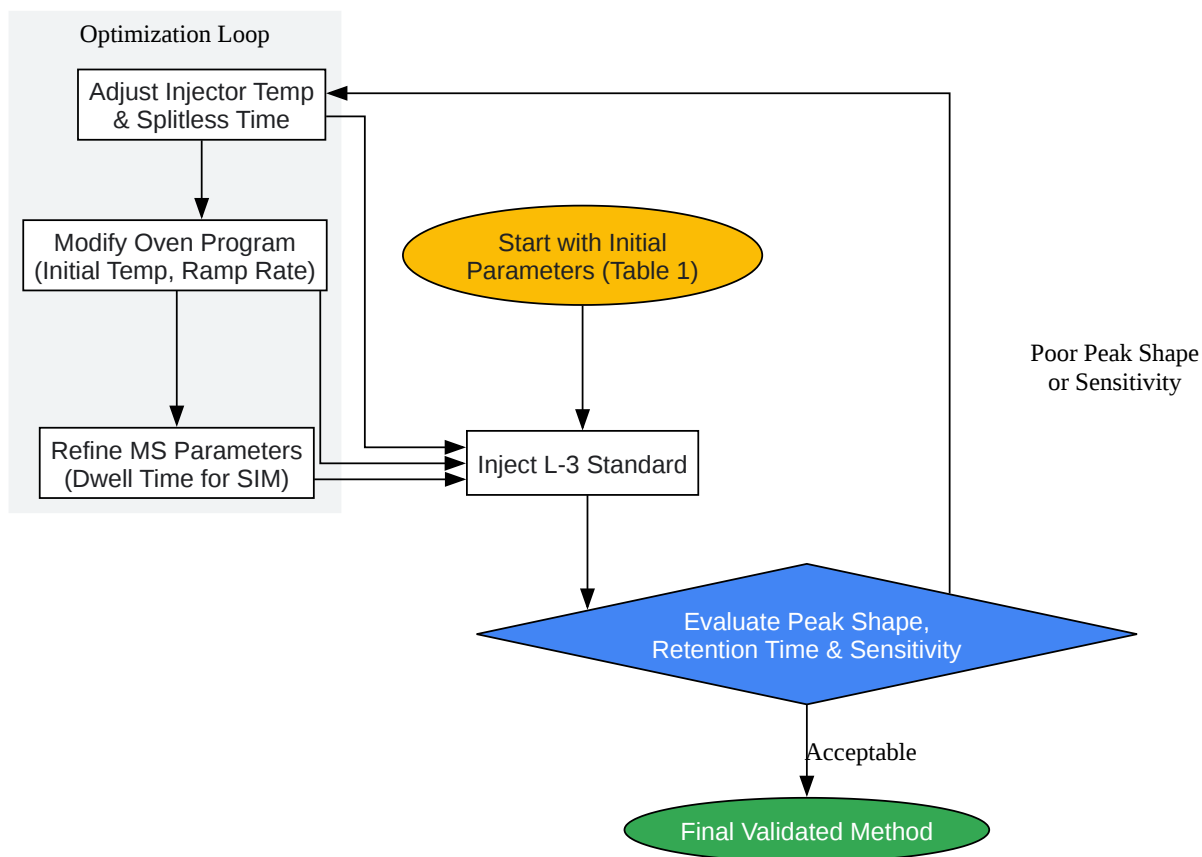 Optimization Loop
Adjust Injector Temp
& Splitless Time
Modify Oven Program
(Initial Temp, Ramp Rate)
Start with Initial
Parameters (Table 1)
Poor Peak Shape
or Sensitivity
Refine MS Parameters
(Dwell Time for SIM)
Inject L-3 Standard
Evaluate Peak Shape,
Retention Time & Sensitivity
Acceptable
Final Validated Method